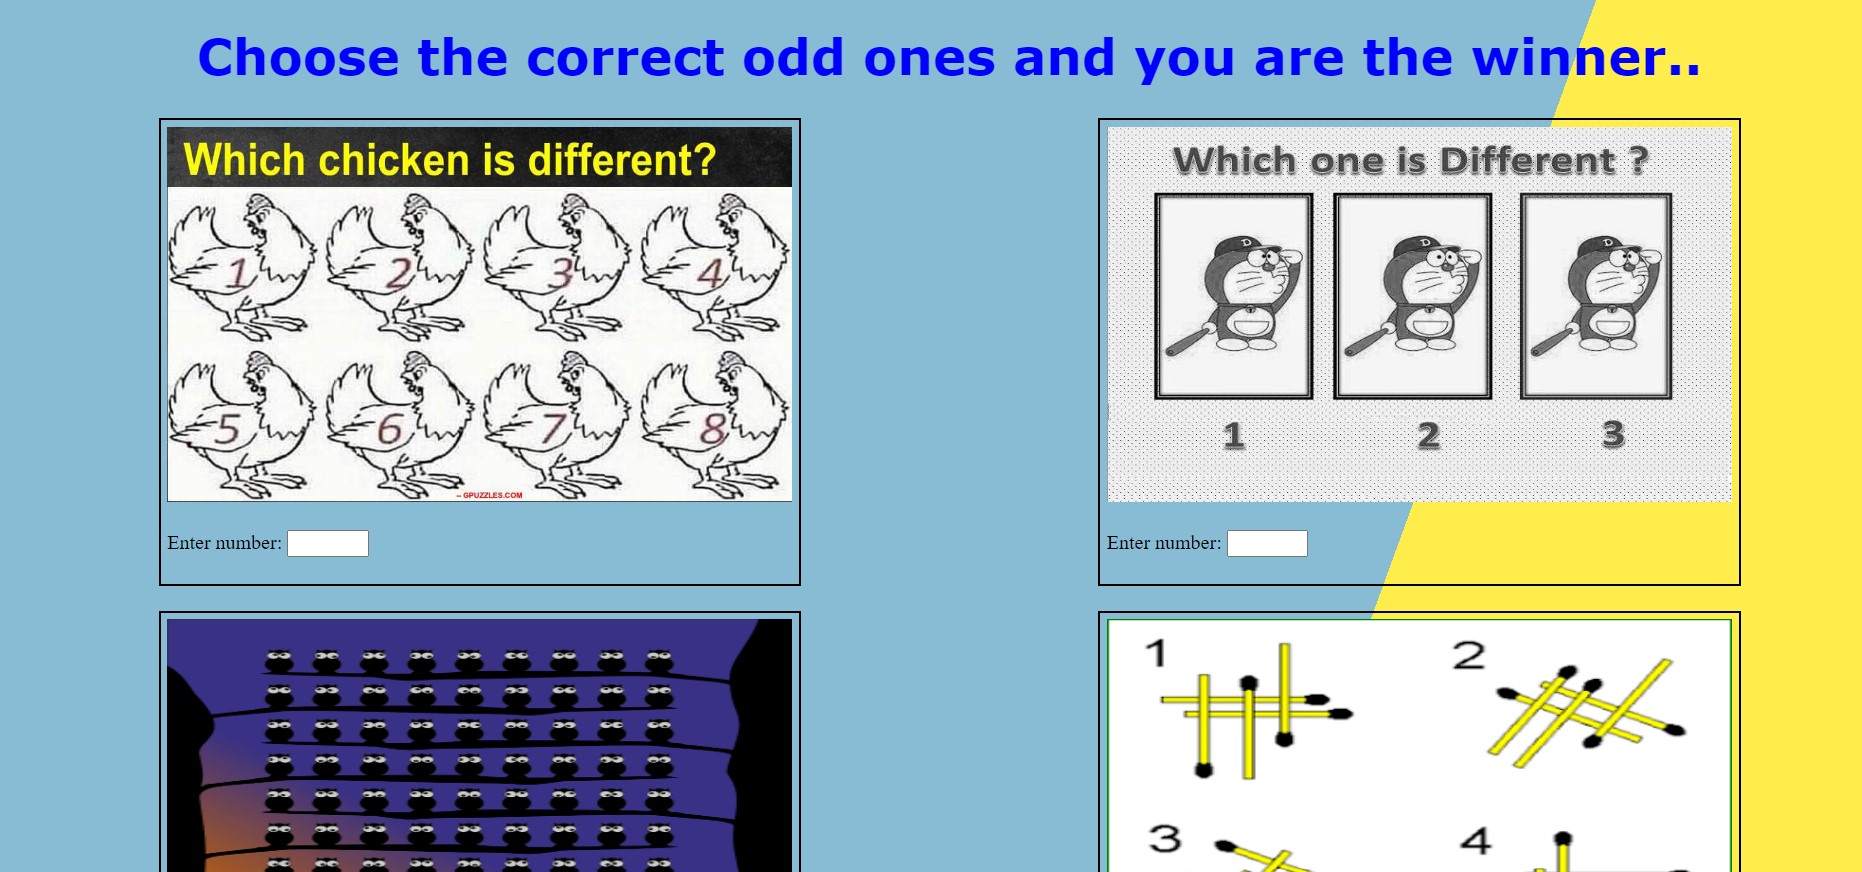 Choose the correct odd ones and you are the winner..
Which chicken is different?
1 2 3 4
5 6 7 8
-- GPUZZLES.COM
Enter number:
Which one is Different ?
D D D
1 2 3
Enter number:
1 2
3 4